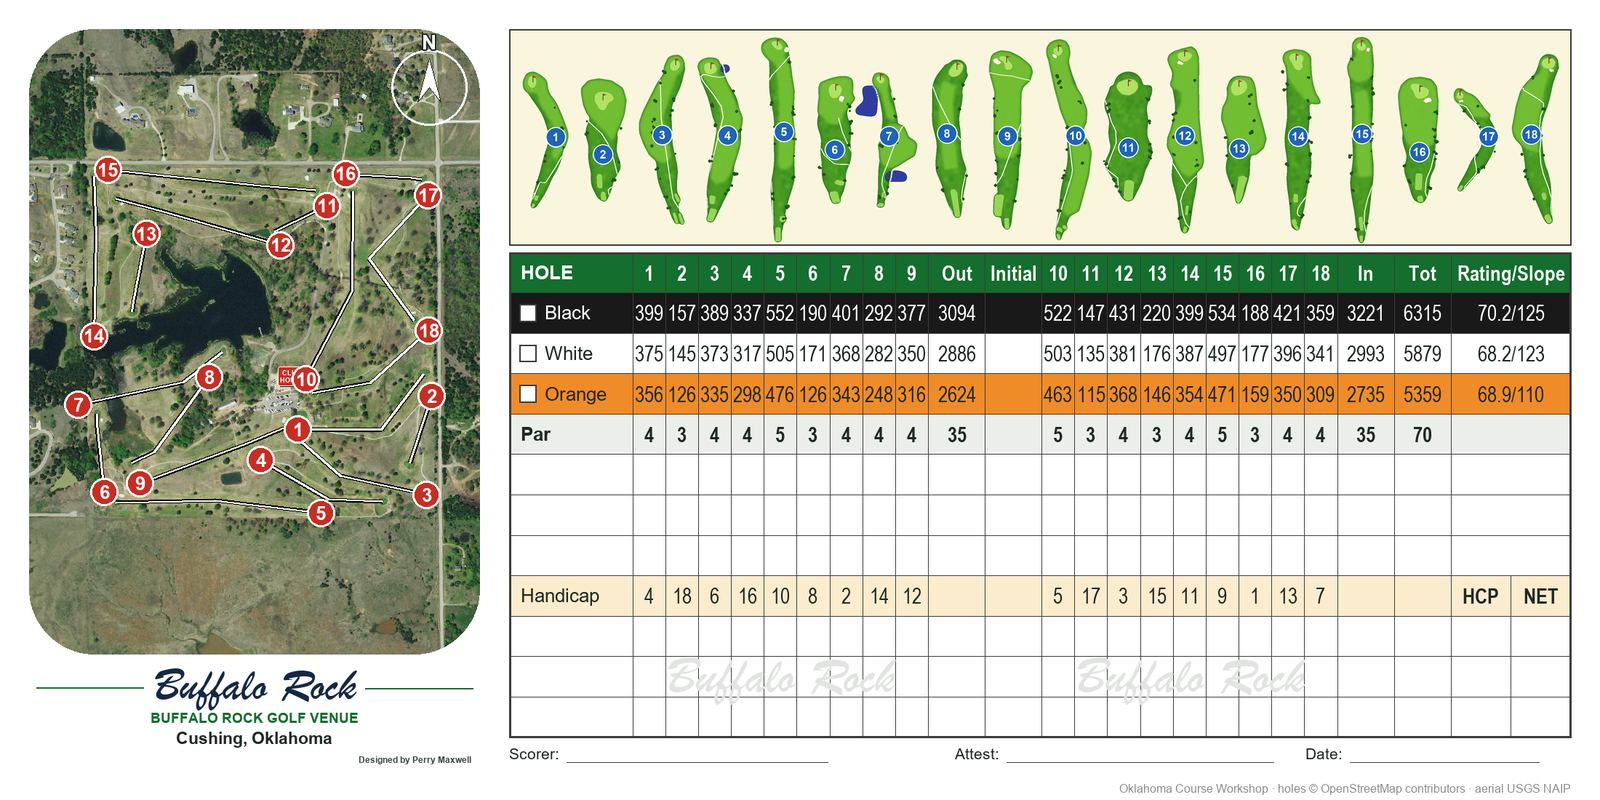 N
15
16
17
11
12
13
14
18
CL
HO
10
8
7
2
1
4
9
6
3
5
Buffalo Rock
BUFFALO ROCK GOLF VENUE
Cushing, Oklahoma
Designed by Perry Maxwell
1 2 3 4 5 6 7 8 9 10 11 12 13 14 15 16 17 18
HOLE 1 2 3 4 5 6 7 8 9 Out Initial 10 11 12 13 14 15 16 17 18 In Tot Rating/Slope
Black 399 157 389 337 552 190 401 292 377 3094 522 147 431 220 399 534 188 421 359 3221 6315 70.2/125
White 375 145 373 317 505 171 368 282 350 2886 503 135 381 176 387 497 177 396 341 2993 5879 68.2/123
Orange 356 126 335 298 476 126 343 248 316 2624 463 115 368 146 354 471 159 350 309 2735 5359 68.9/110
Par 4 3 4 4 5 3 4 4 4 35 5 3 4 3 4 5 3 4 4 35 70
Handicap 4 18 6 16 10 8 2 14 12 5 17 3 15 11 9 1 13 7 HCP NET
Buffalo Rock Buffalo Rock
Scorer: Attest: Date:
Oklahoma Course Workshop · holes © OpenStreetMap contributors · aerial USGS NAIP